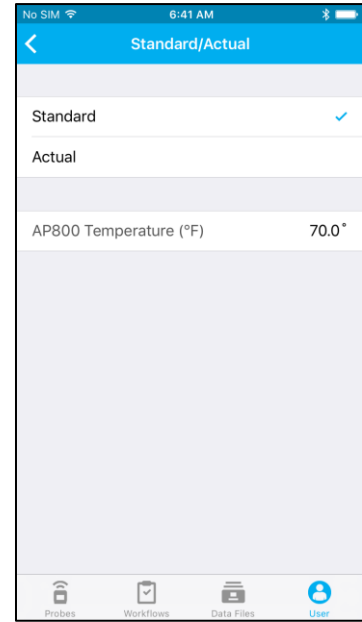 No SIM 6:41 AM
Standard/Actual
Standard
Actual
AP800 Temperature (°F) 70.0°
Probes Workflows Data Files User